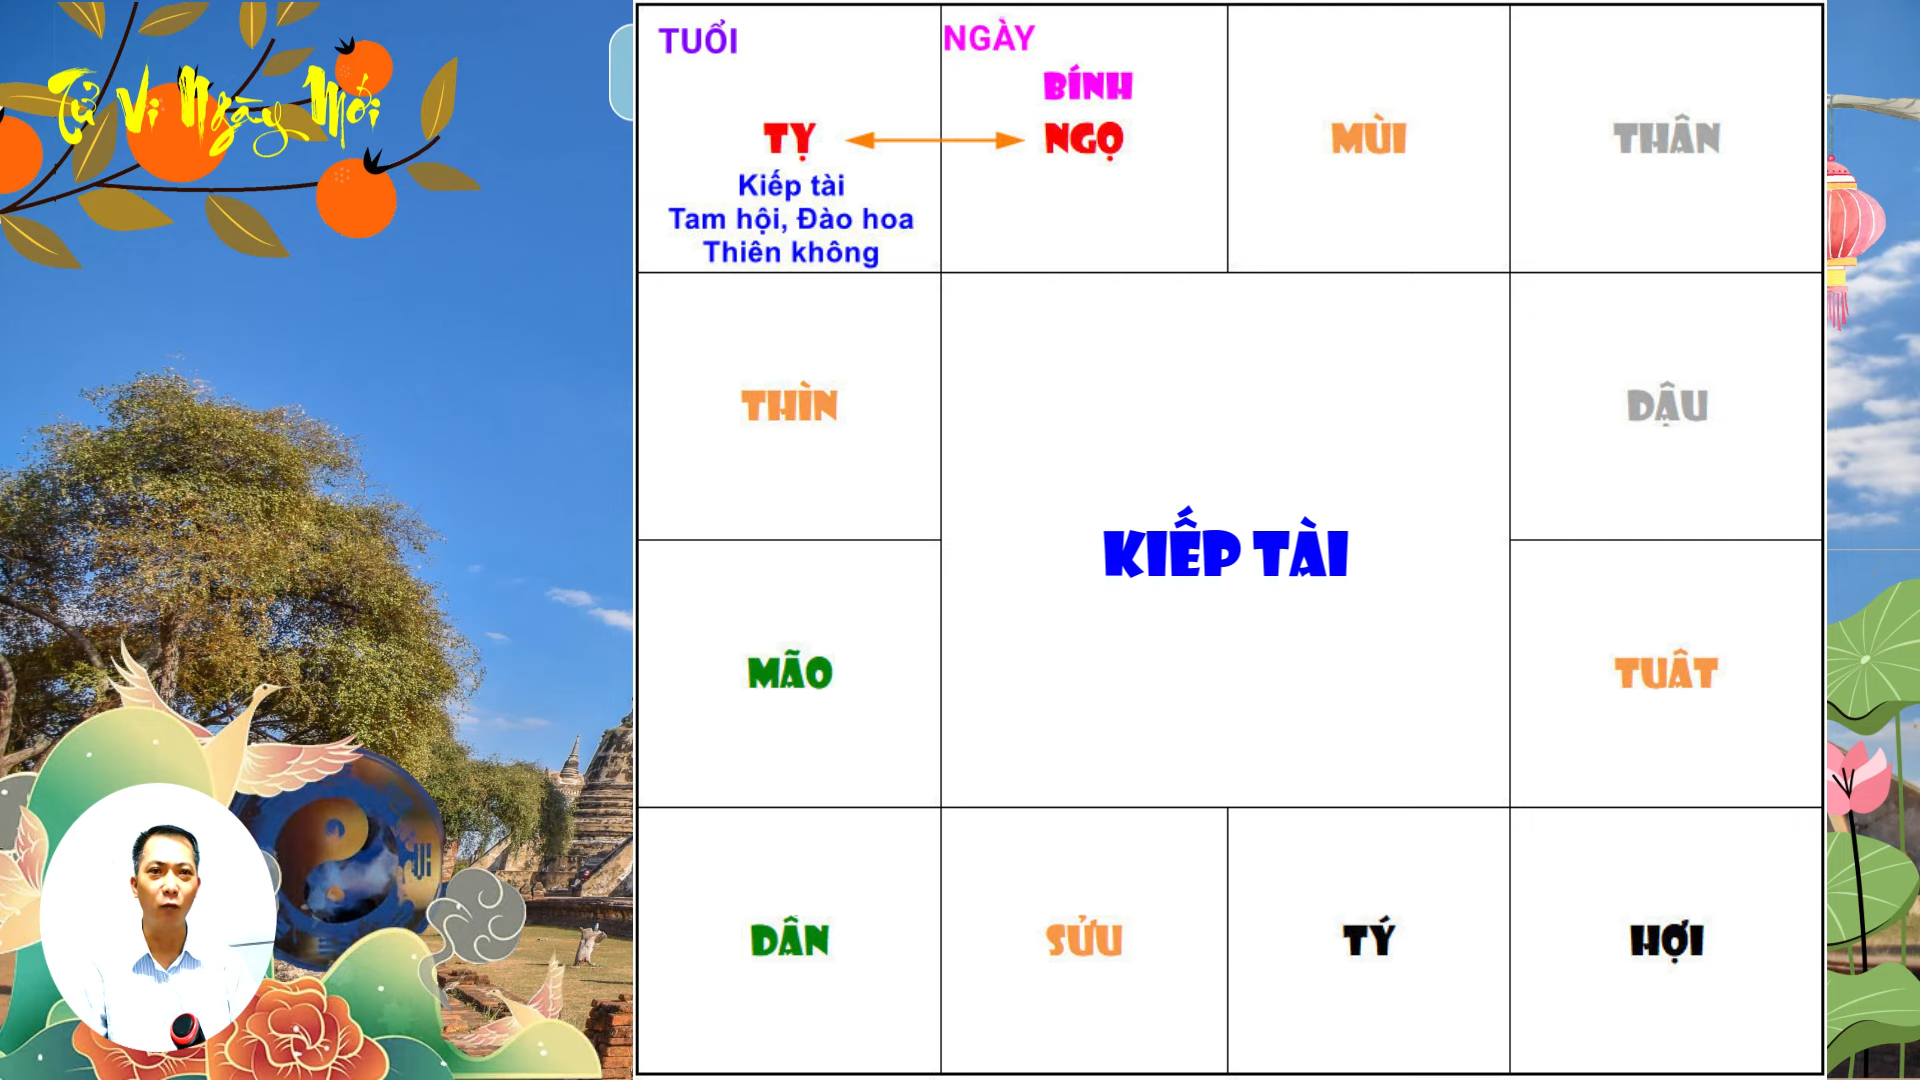 Tử Vi Ngày Mới
TUỔI
NGÀY
BÍNH
TỴ
NGỌ
MÙI
THÂN
Kiếp tài
Tam hội, Đào hoa
Thiên không
THÌN
DẬU
KIẾP TÀI
MÃO
TUẤT
DẦN
SỬU
TÝ
HỢI